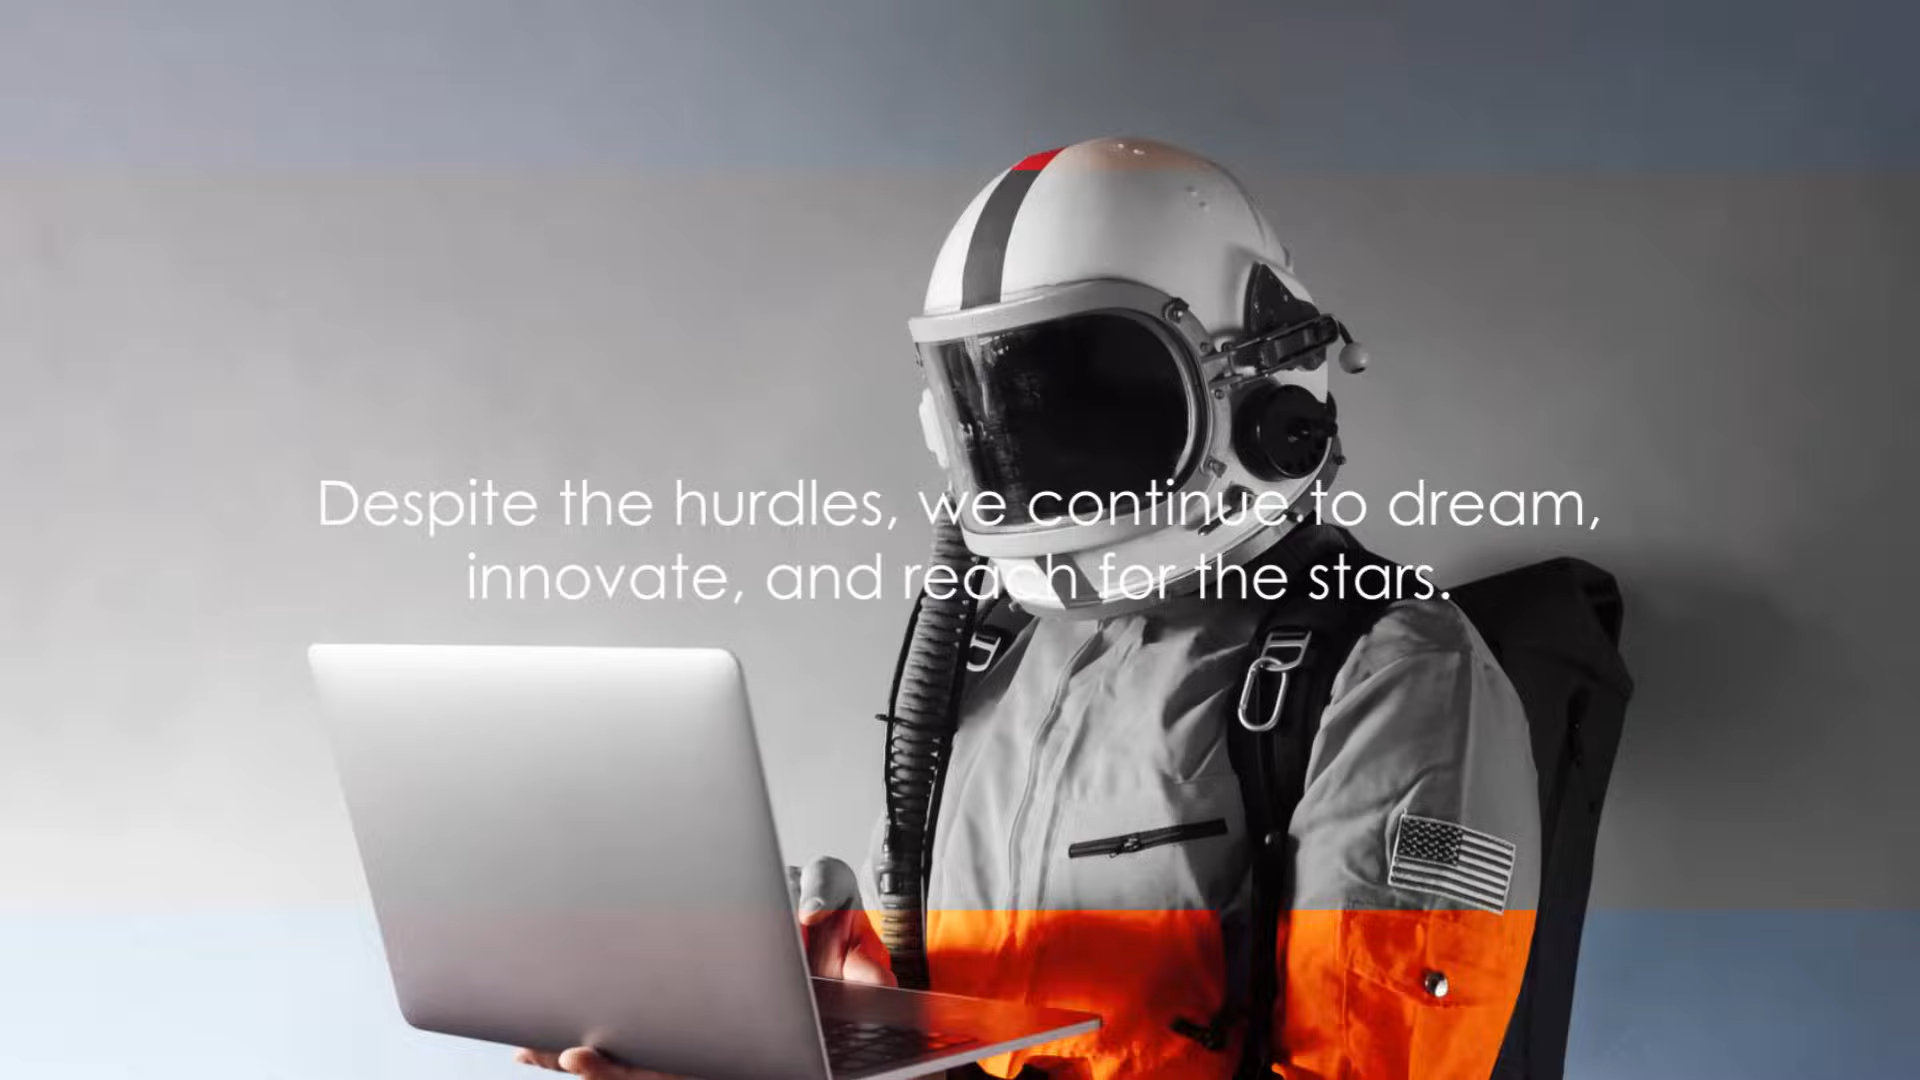 Despite the hurdles, we continue to dream,
innovate, and reach for the stars.